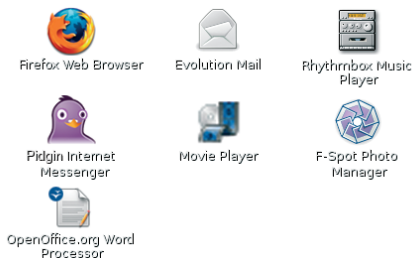 Firefox Web Browser
Evolution Mail
Rhythmbox Music
Player
Pidgin Internet
Messenger
Movie Player
F-Spot Photo
Manager
OpenOffice.org Word
Processor